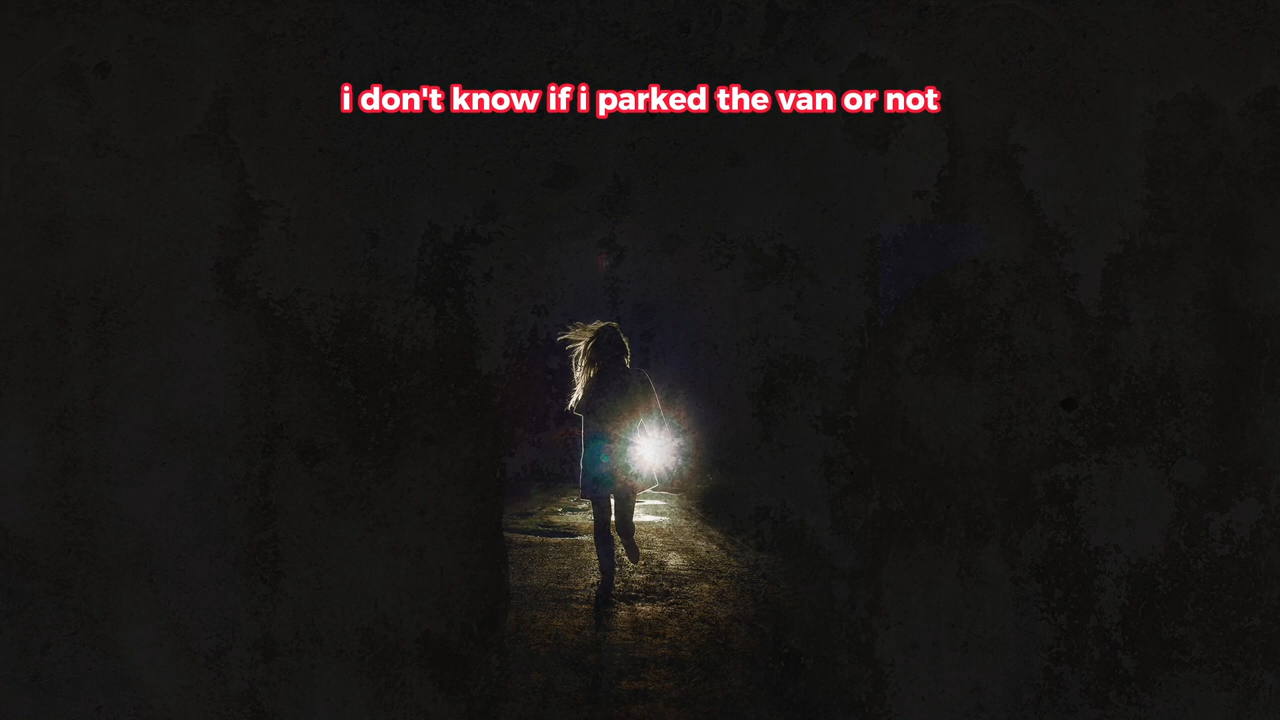 i don't know if i parked the van or not